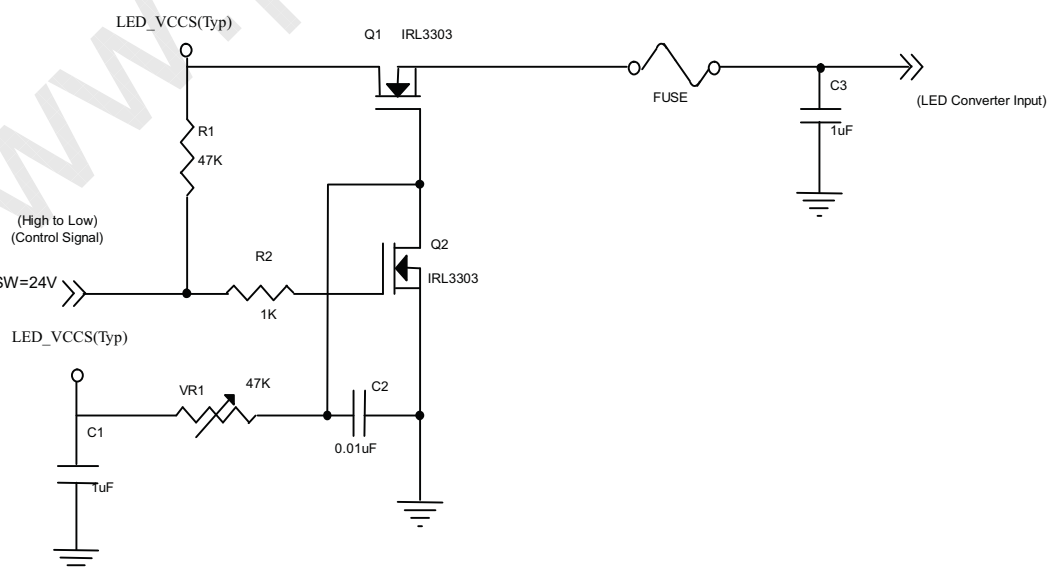 LED_VCCS(Typ)
Q1 IRL3303
R1
47K
FUSE
C3
1uF
(LED Converter Input)
(High to Low)
(Control Signal)
SW=24V
R2
1K
Q2
IRL3303
LED_VCCS(Typ)
VR1
47K
C2
0.01uF
C1
1uF